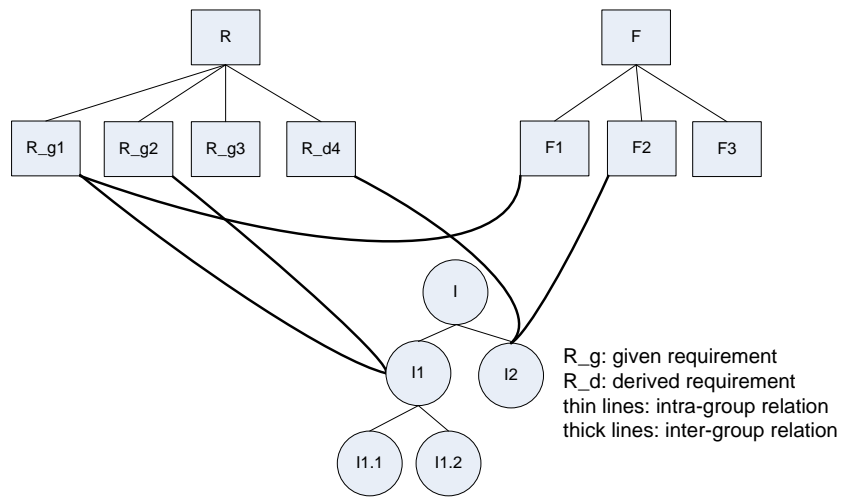 R
F
R_g1
R_g2
R_g3
R_d4
F1
F2
F3
I
I1
I2
R_g: given requirement
R_d: derived requirement
thin lines: intra-group relation
thick lines: inter-group relation
I1.1
I1.2